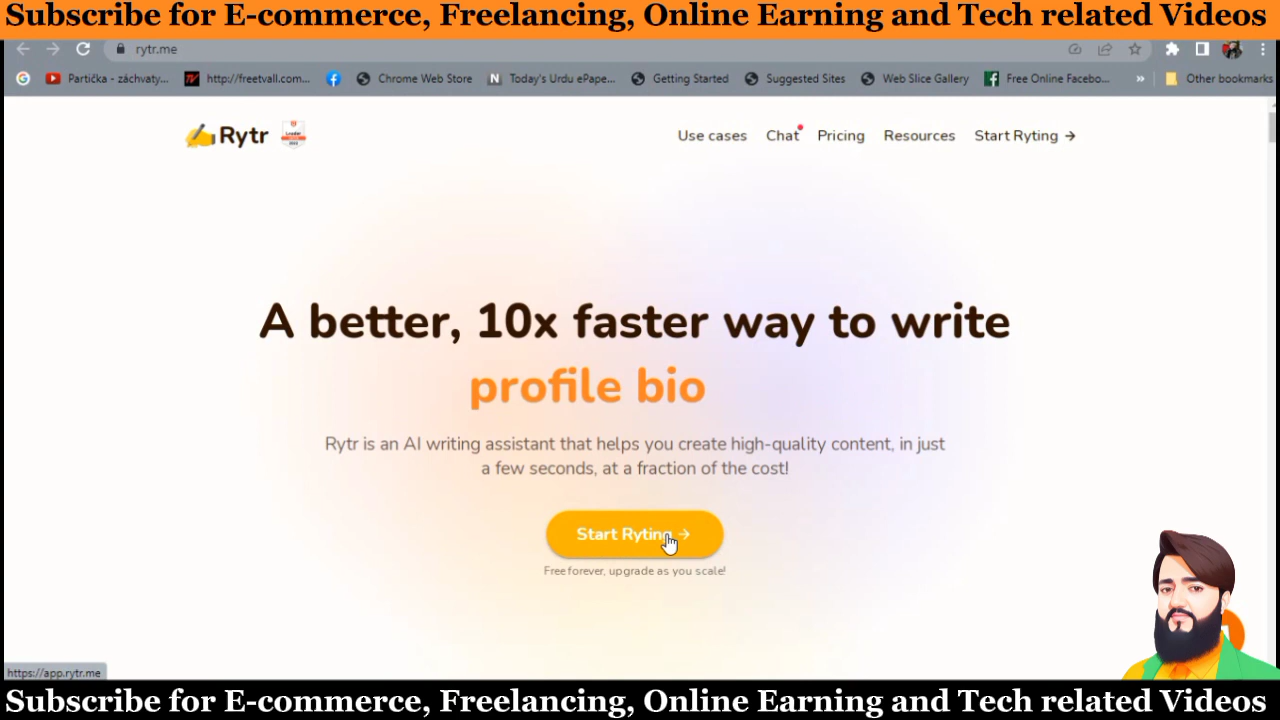 Subscribe for E-commerce, Freelancing, Online Earning and Tech related Videos
rytr.me
Partička - záchvaty... http://freetvall.com... Chrome Web Store Today's Urdu ePape... Getting Started Suggested Sites Web Slice Gallery Free Online Facebo... » Other bookmarks
Rytr Leader Use cases Chat Pricing Resources Start Ryting →
A better, 10x faster way to write
profile bio
Rytr is an AI writing assistant that helps you create high-quality content, in just
a few seconds, at a fraction of the cost!
Start Ryting →
Free forever, upgrade as you scale!
https://app.rytr.me
Subscribe for E-commerce, Freelancing, Online Earning and Tech related Videos